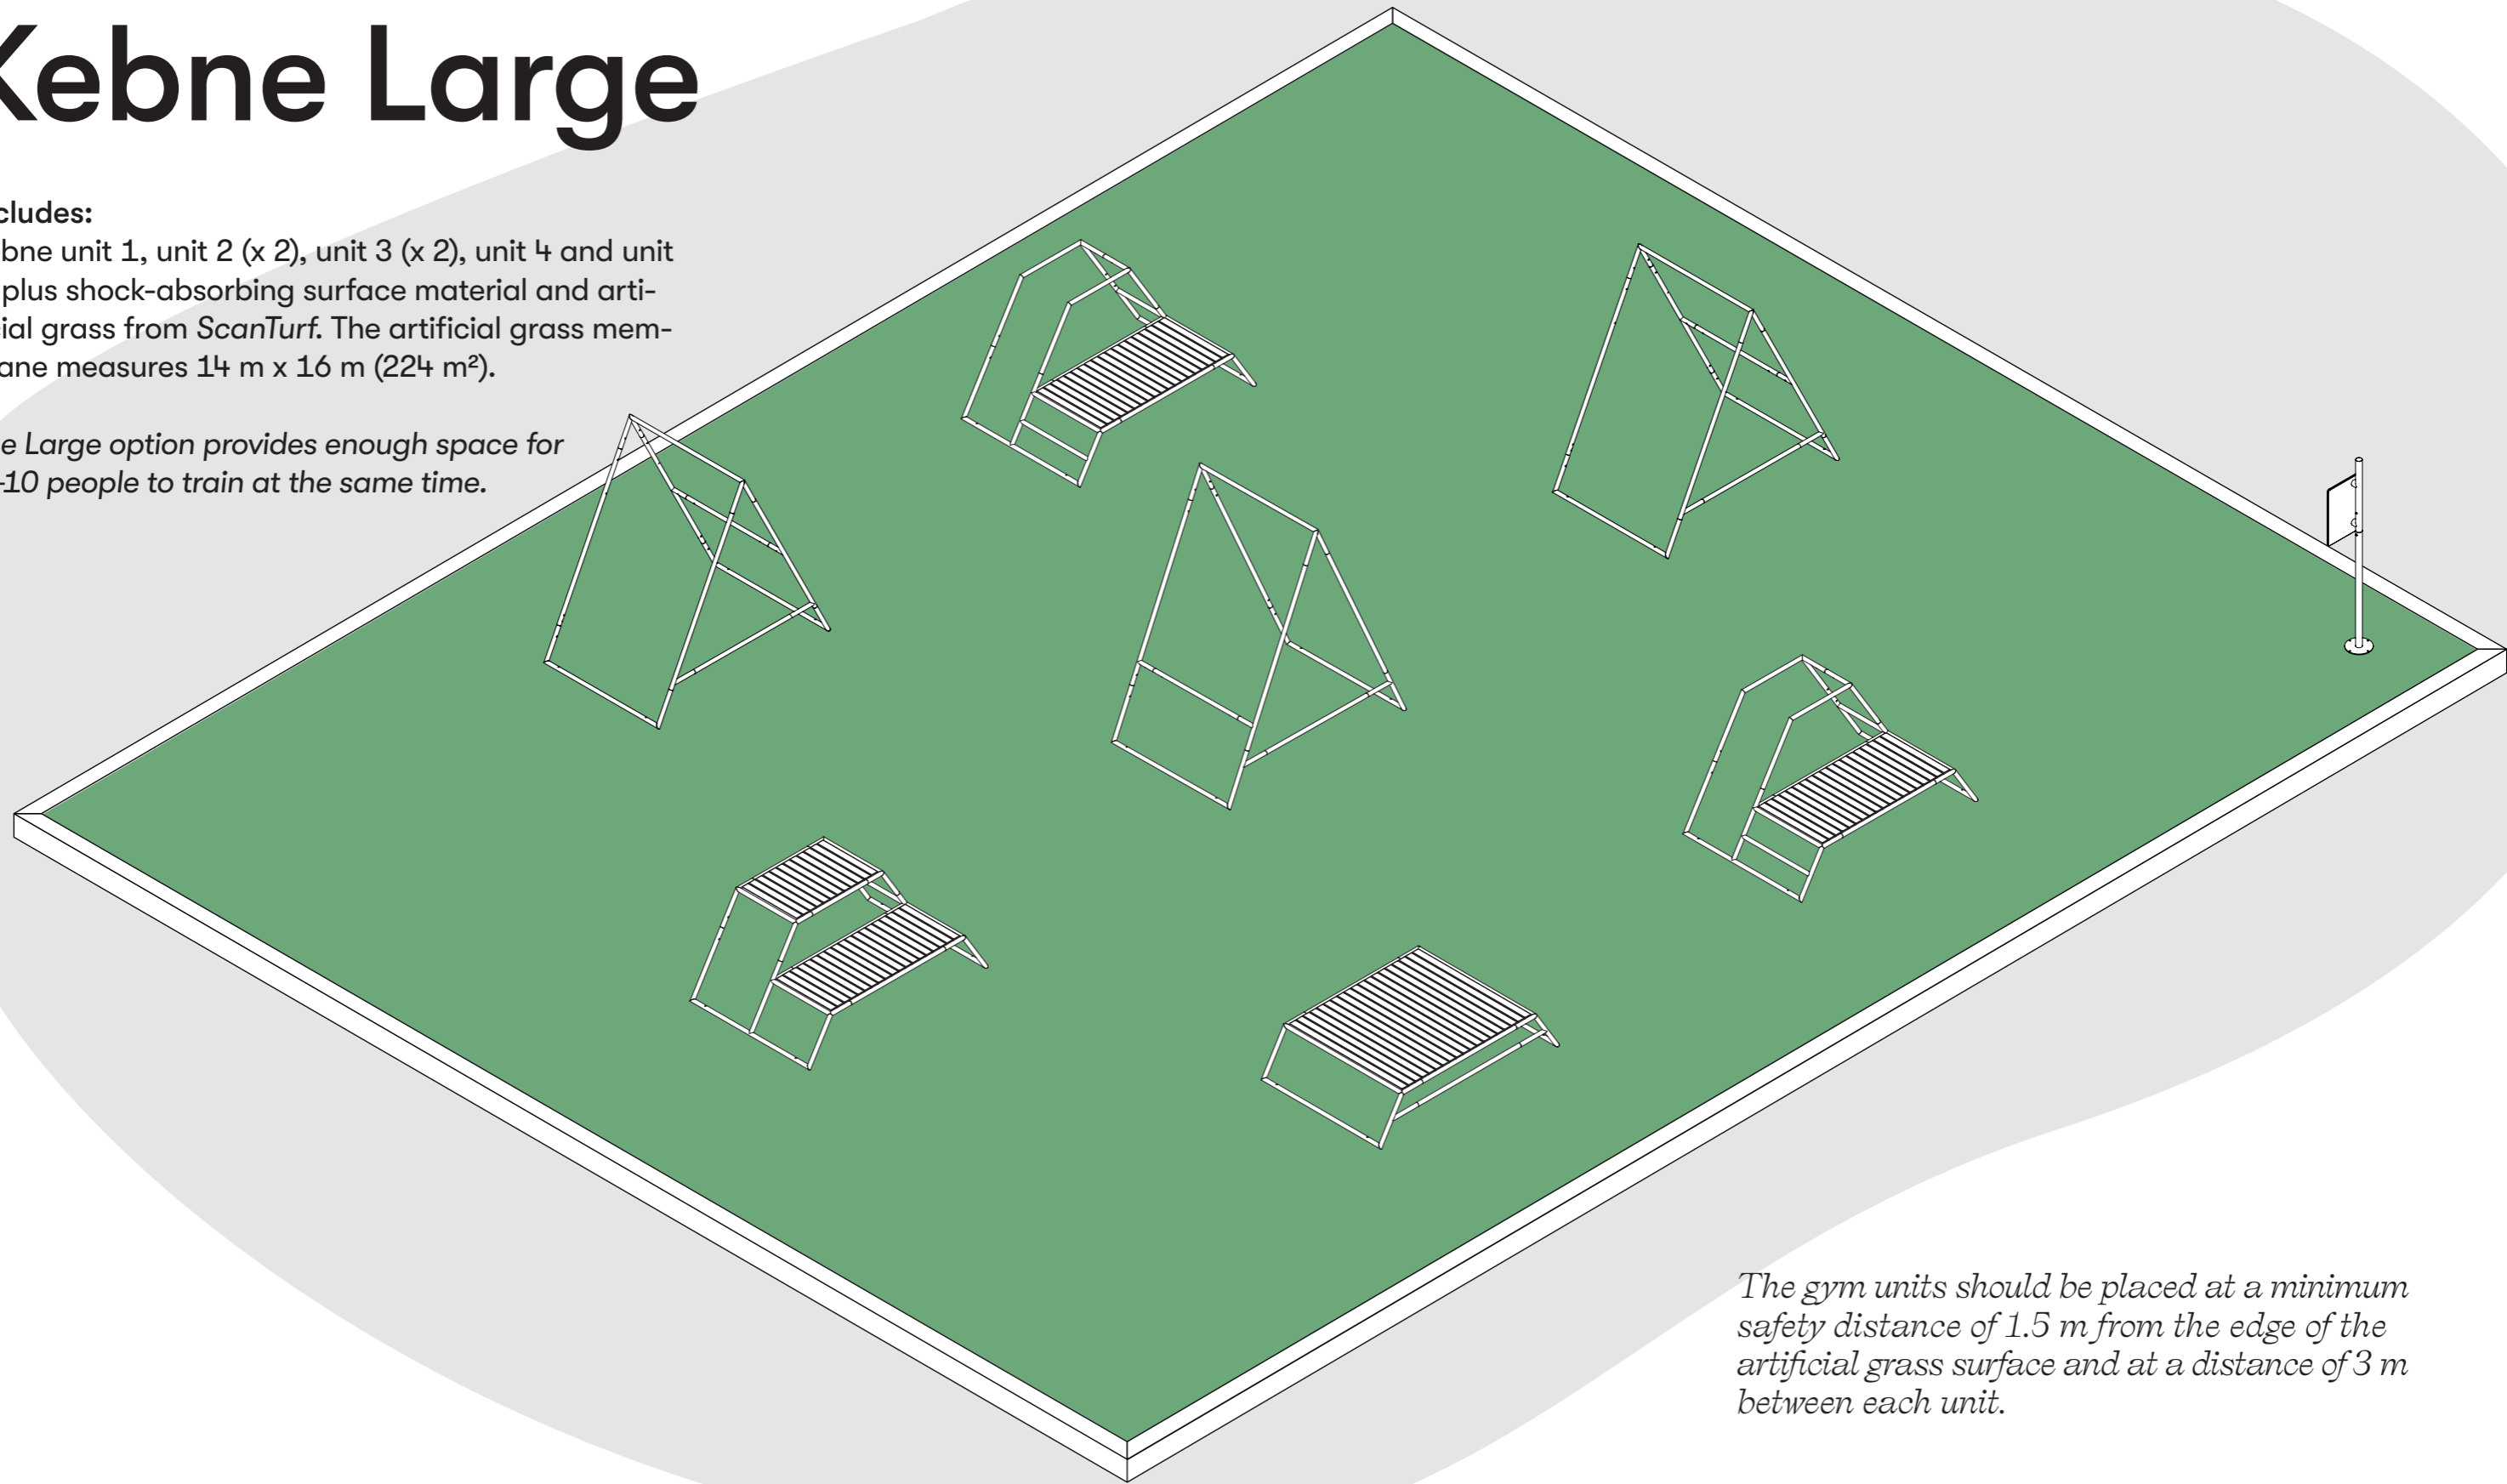 Kebne Large
cludes:
bne unit 1, unit 2 (x 2), unit 3 (x 2), unit 4 and unit
plus shock-absorbing surface material and arti-
ial grass from ScanTurf. The artificial grass mem-
ane measures 14 m x 16 m (224 m²).
e Large option provides enough space for
-10 people to train at the same time.
The gym units should be placed at a minimum
safety distance of 1.5 m from the edge of the
artificial grass surface and at a distance of 3 m
between each unit.